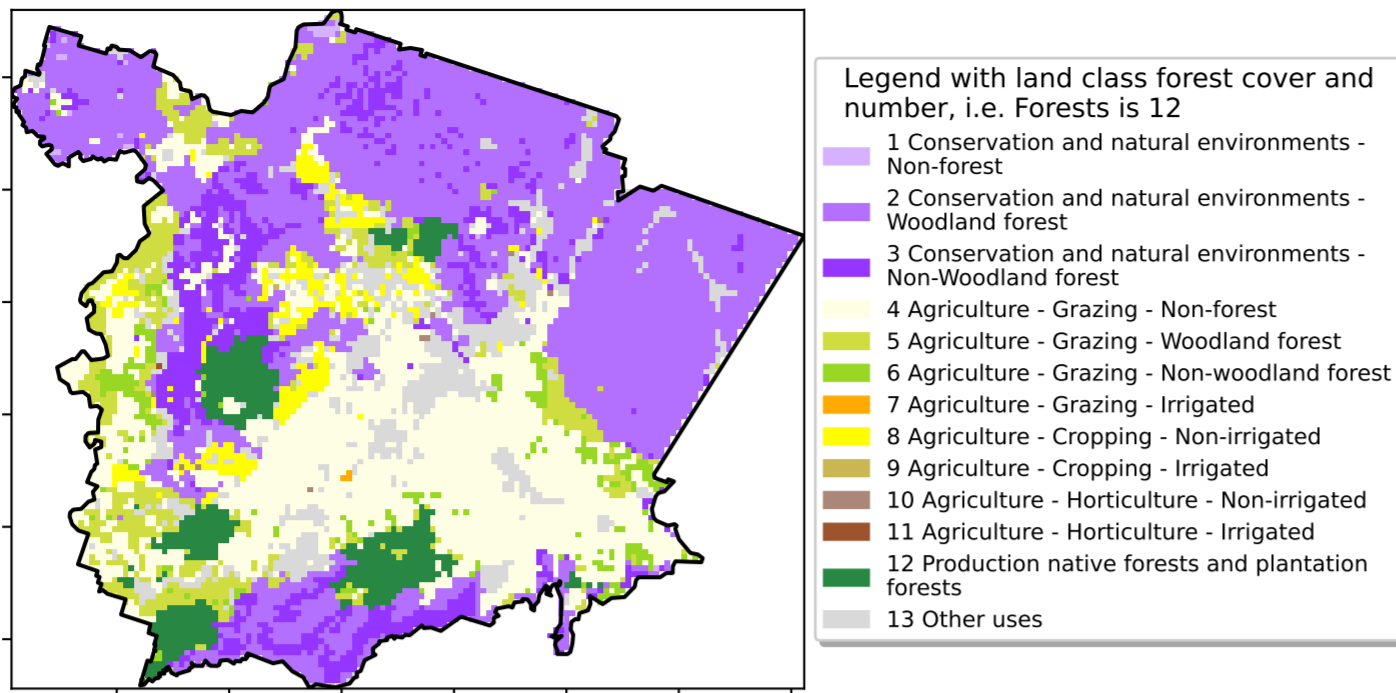 Legend with land class forest cover and
number, i.e. Forests is 12
1 Conservation and natural environments -
Non-forest
2 Conservation and natural environments -
Woodland forest
3 Conservation and natural environments -
Non-Woodland forest
4 Agriculture - Grazing - Non-forest
5 Agriculture - Grazing - Woodland forest
6 Agriculture - Grazing - Non-woodland forest
7 Agriculture - Grazing - Irrigated
8 Agriculture - Cropping - Non-irrigated
9 Agriculture - Cropping - Irrigated
10 Agriculture - Horticulture - Non-irrigated
11 Agriculture - Horticulture - Irrigated
12 Production native forests and plantation
forests
13 Other uses